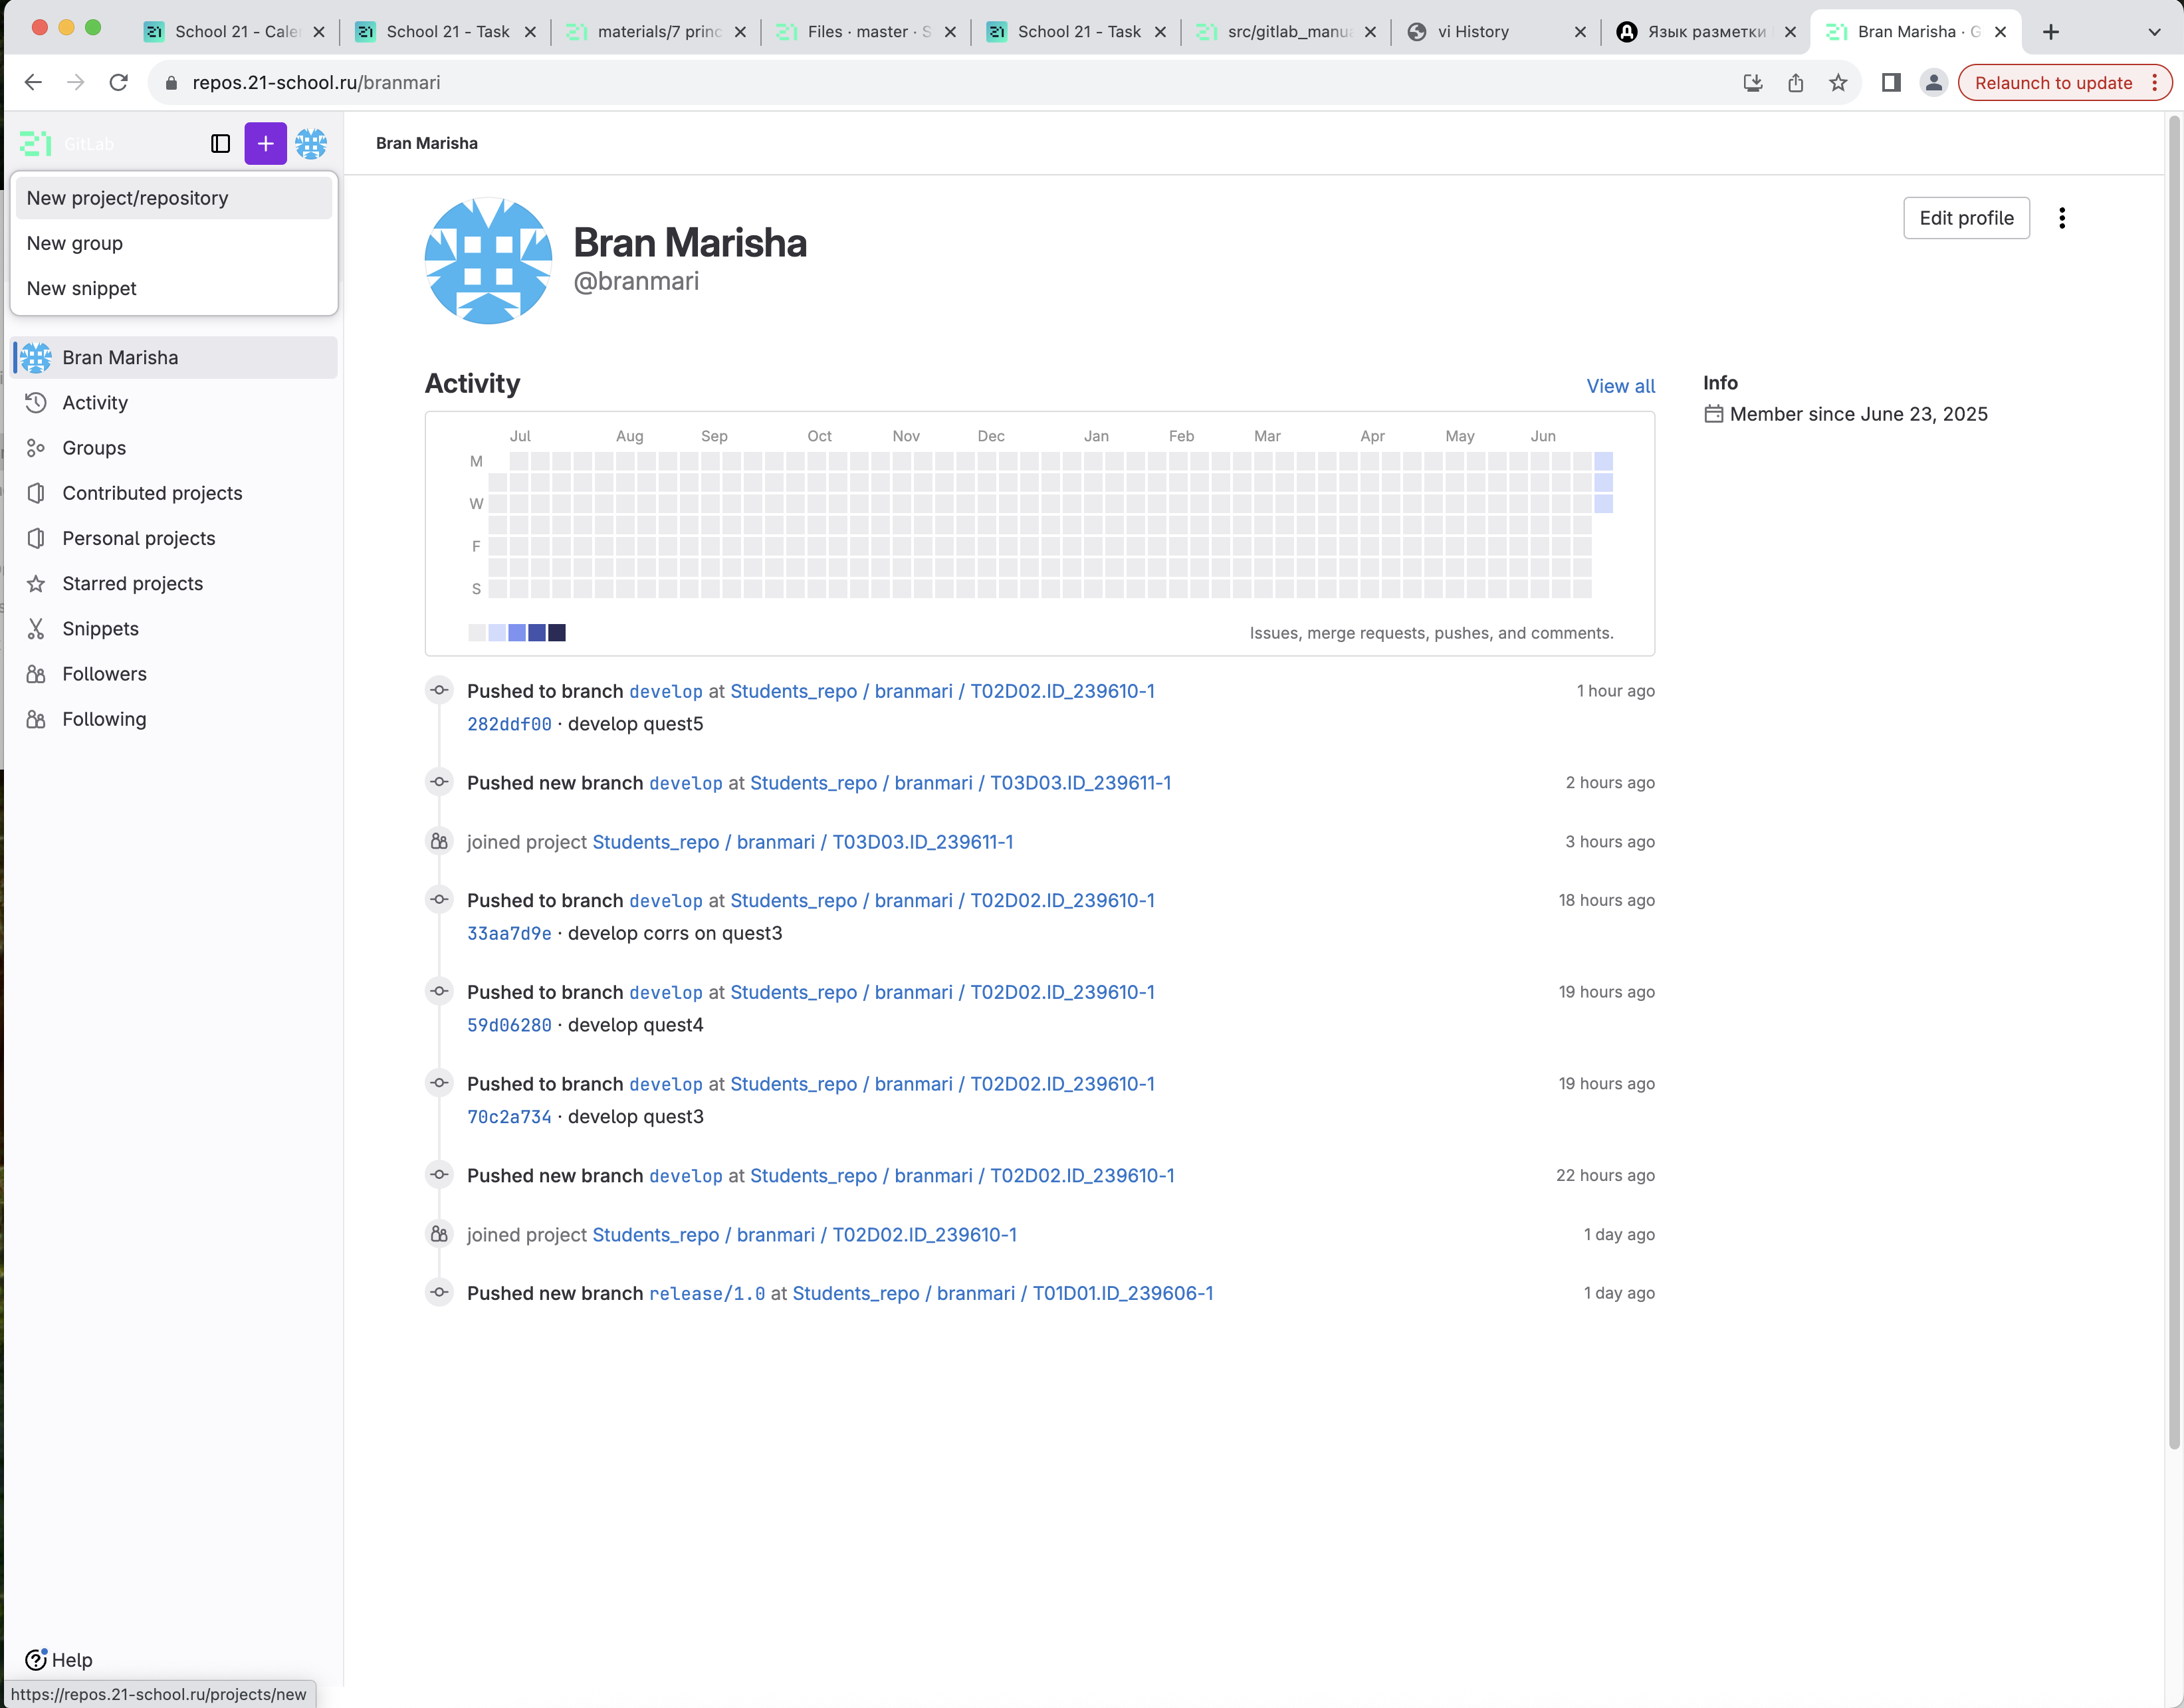 School 21 - Cale
School 21 - Task
materials/7 princ
Files · master · S
School 21 - Task
src/gitlab_manua
vi History
Язык разметки
Bran Marisha · G
repos.21-school.ru/branmari
Relaunch to update
GitLab
Bran Marisha
New project/repository
New group
New snippet
Bran Marisha
Activity
Groups
Contributed projects
Personal projects
Starred projects
Snippets
Followers
Following
Help
https://repos.21-school.ru/projects/new
Bran Marisha
@branmari
Edit profile
Activity
View all
Jul Aug Sep Oct Nov Dec Jan Feb Mar Apr May Jun
M
W
F
S
Issues, merge requests, pushes, and comments.
Info
Member since June 23, 2025
Pushed to branch develop at Students_repo / branmari / T02D02.ID_239610-1 1 hour ago
282ddf00 · develop quest5
Pushed new branch develop at Students_repo / branmari / T03D03.ID_239611-1 2 hours ago
joined project Students_repo / branmari / T03D03.ID_239611-1 3 hours ago
Pushed to branch develop at Students_repo / branmari / T02D02.ID_239610-1 18 hours ago
33aa7d9e · develop corrs on quest3
Pushed to branch develop at Students_repo / branmari / T02D02.ID_239610-1 19 hours ago
59d06280 · develop quest4
Pushed to branch develop at Students_repo / branmari / T02D02.ID_239610-1 19 hours ago
70c2a734 · develop quest3
Pushed new branch develop at Students_repo / branmari / T02D02.ID_239610-1 22 hours ago
joined project Students_repo / branmari / T02D02.ID_239610-1 1 day ago
Pushed new branch release/1.0 at Students_repo / branmari / T01D01.ID_239606-1 1 day ago